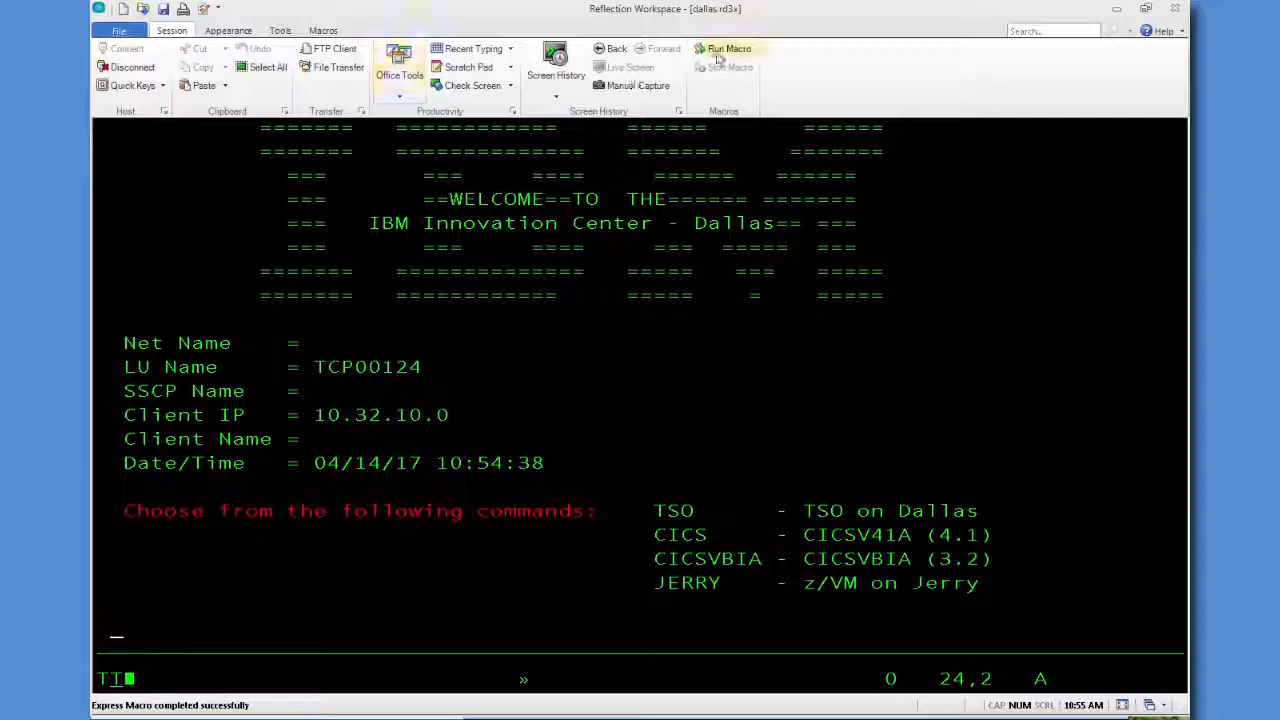 Reflection Workspace - [dallas.rd3x]
File Session Appearance Tools Macros Search... Help
Connect Cut Undo FTP Client Recent Typing Back Forward Run Macro
Disconnect Copy Select All File Transfer Office Tools Scratch Pad Screen History Live Screen Stop Macro
Quick Keys Paste Check Screen Manual Capture
Host Clipboard Transfer Productivity Screen History Macros
======= ============ ====== ======
======= ============== ======= =======
=== === ==== ====== ======
=== ==WELCOME==TO THE====== =======
=== IBM Innovation Center - Dallas== ===
=== === ==== === ===== ===
======= ============== ===== === =====
======= ============ ===== = =====
Net Name =
LU Name = TCP00124
SSCP Name =
Client IP = 10.32.10.0
Client Name =
Date/Time = 04/14/17 10:54:38
Choose from the following commands: TSO - TSO on Dallas
CICS - CICSV41A (4.1)
CICSVBIA - CICSVBIA (3.2)
JERRY - z/VM on Jerry
_
TT » 0 24,2 A
Express Macro completed successfully CAP NUM SCRL 10:55 AM